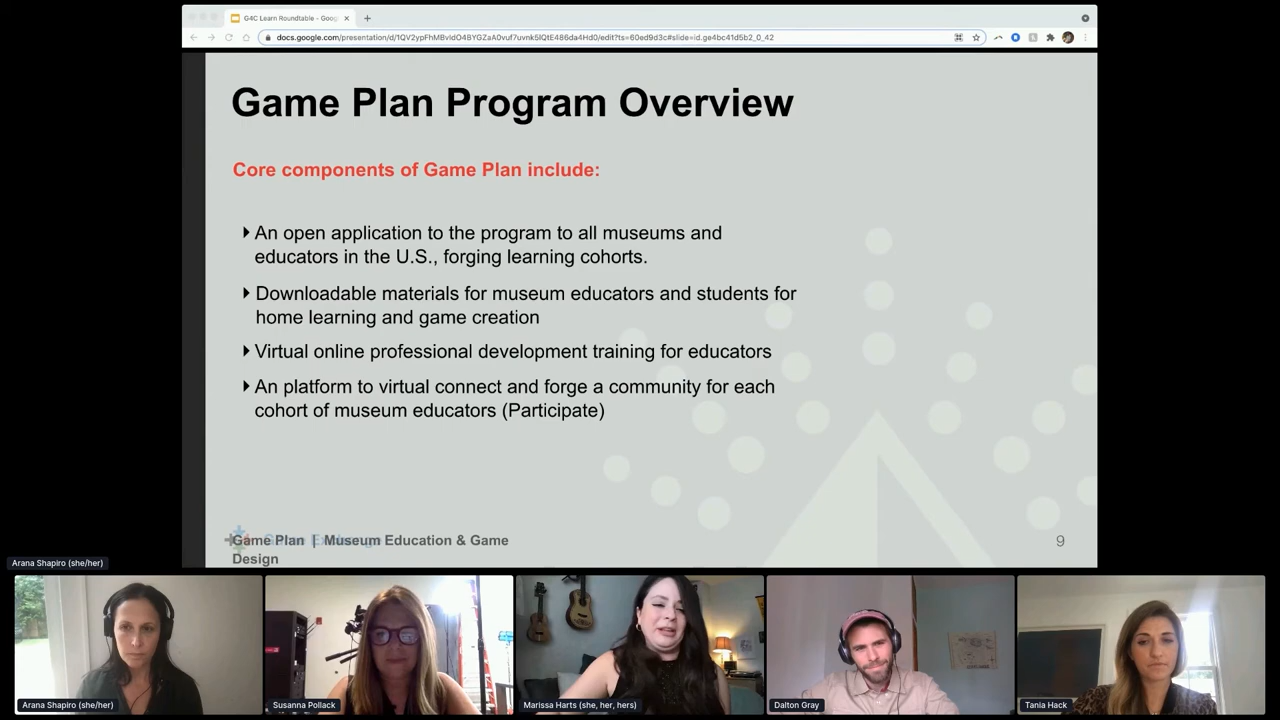 G4C Learn Roundtable - Goog
docs.google.com/presentation/d/1QV2ypFhMBvIdO4BYGZaA0vuf7uvnk5IQtE486da4Hd0/edit?ts=60ed9d3c#slide=id.ge4bc41d5b2_0_42
Game Plan Program Overview
Core components of Game Plan include:
An open application to the program to all museums and
educators in the U.S., forging learning cohorts.
Downloadable materials for museum educators and students for
home learning and game creation
Virtual online professional development training for educators
An platform to virtual connect and forge a community for each
cohort of museum educators (Participate)
Game Plan | Museum Education & Game
Design
9
Arana Shapiro (she/her)
Arana Shapiro (she/her)
Susanna Pollack
Marissa Harts (she, her, hers)
Dalton Gray
Tania Hack